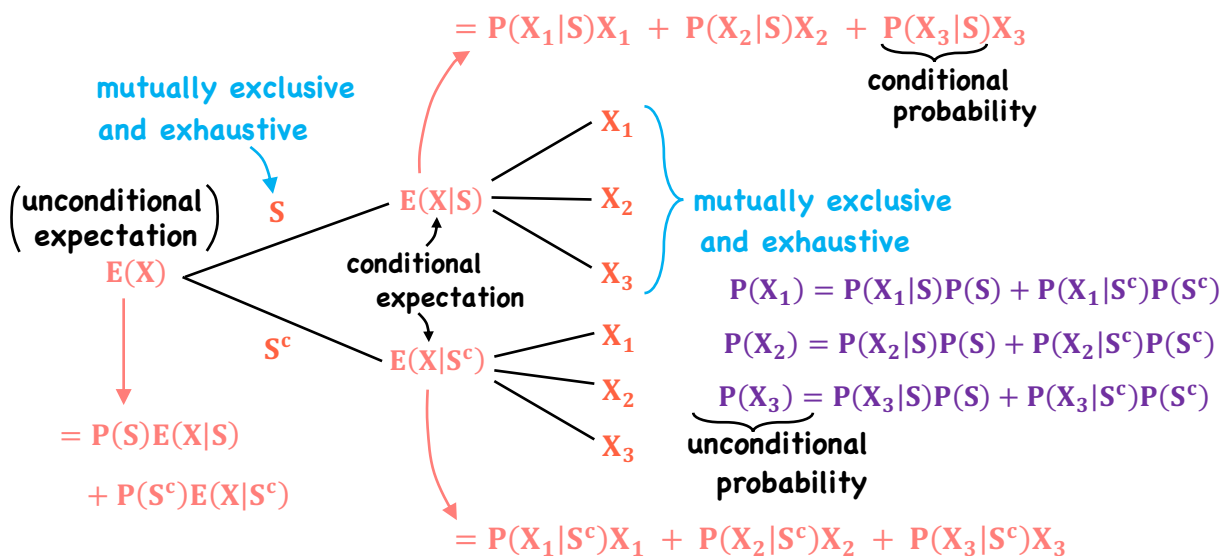 = P(X₁|S)X₁ + P(X₂|S)X₂ + P(X₃|S)X₃
conditional
probability
mutually exclusive
and exhaustive
(unconditional
expectation)
E(X)
S
Sᶜ
E(X|S)
conditional
expectation
E(X|Sᶜ)
X₁
X₂
X₃
mutually exclusive
and exhaustive
X₁
X₂
X₃
P(X₁) = P(X₁|S)P(S) + P(X₁|Sᶜ)P(Sᶜ)
P(X₂) = P(X₂|S)P(S) + P(X₂|Sᶜ)P(Sᶜ)
P(X₃) = P(X₃|S)P(S) + P(X₃|Sᶜ)P(Sᶜ)
unconditional
probability
= P(S)E(X|S)
+ P(Sᶜ)E(X|Sᶜ)
= P(X₁|Sᶜ)X₁ + P(X₂|Sᶜ)X₂ + P(X₃|Sᶜ)X₃